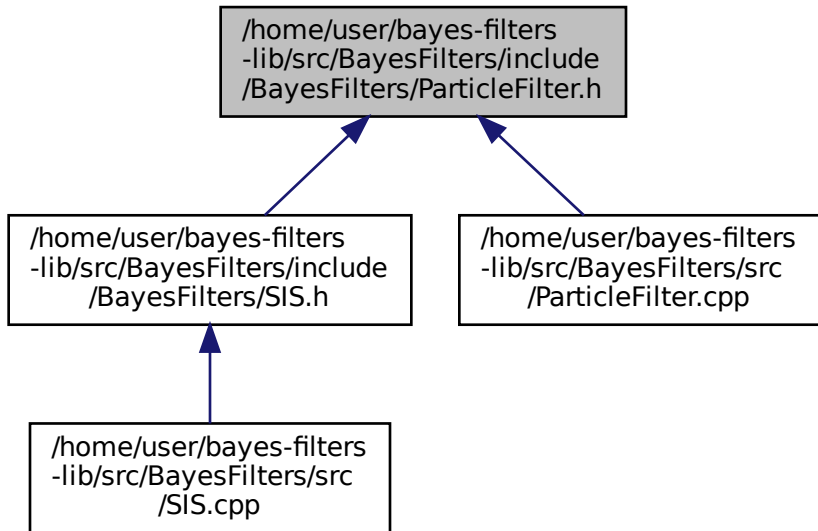 /home/user/bayes-filters
-lib/src/BayesFilters/include
/BayesFilters/ParticleFilter.h
/home/user/bayes-filters
-lib/src/BayesFilters/include
/BayesFilters/SIS.h
/home/user/bayes-filters
-lib/src/BayesFilters/src
/ParticleFilter.cpp
/home/user/bayes-filters
-lib/src/BayesFilters/src
/SIS.cpp